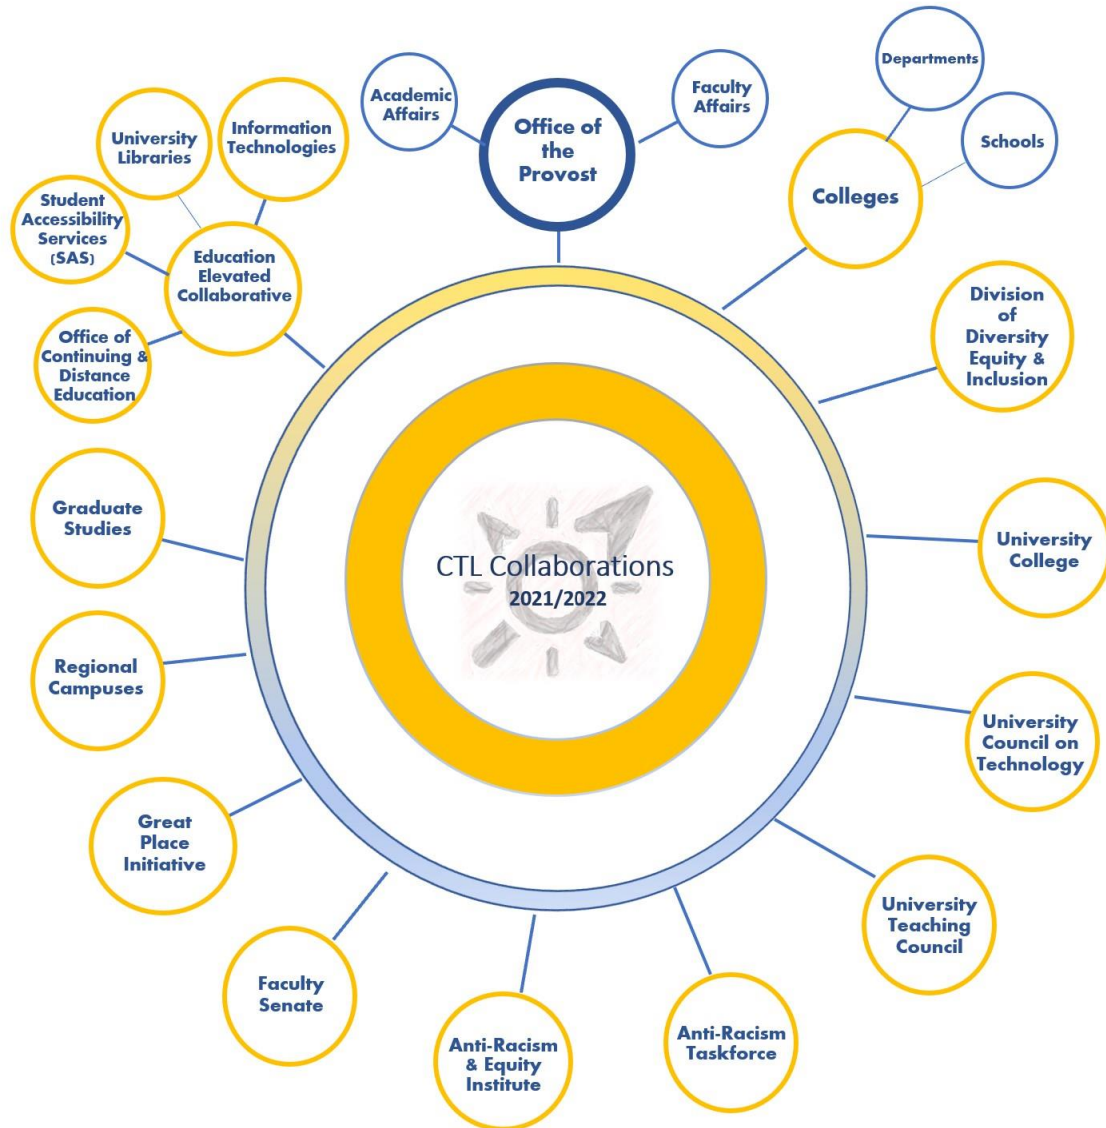 Academic
Affairs
Office of
the
Provost
Faculty
Affairs
Departments
Schools
Colleges
Division
of
Diversity
Equity &
Inclusion
University
College
University
Council on
Technology
University
Teaching
Council
Anti-Racism
Taskforce
Anti-Racism
& Equity
Institute
Faculty
Senate
Great
Place
Initiative
Regional
Campuses
Graduate
Studies
Office of
Continuing &
Distance
Education
Student
Accessibility
Services
(SAS)
University
Libraries
Information
Technologies
Education
Elevated
Collaborative
CTL Collaborations
2021/2022